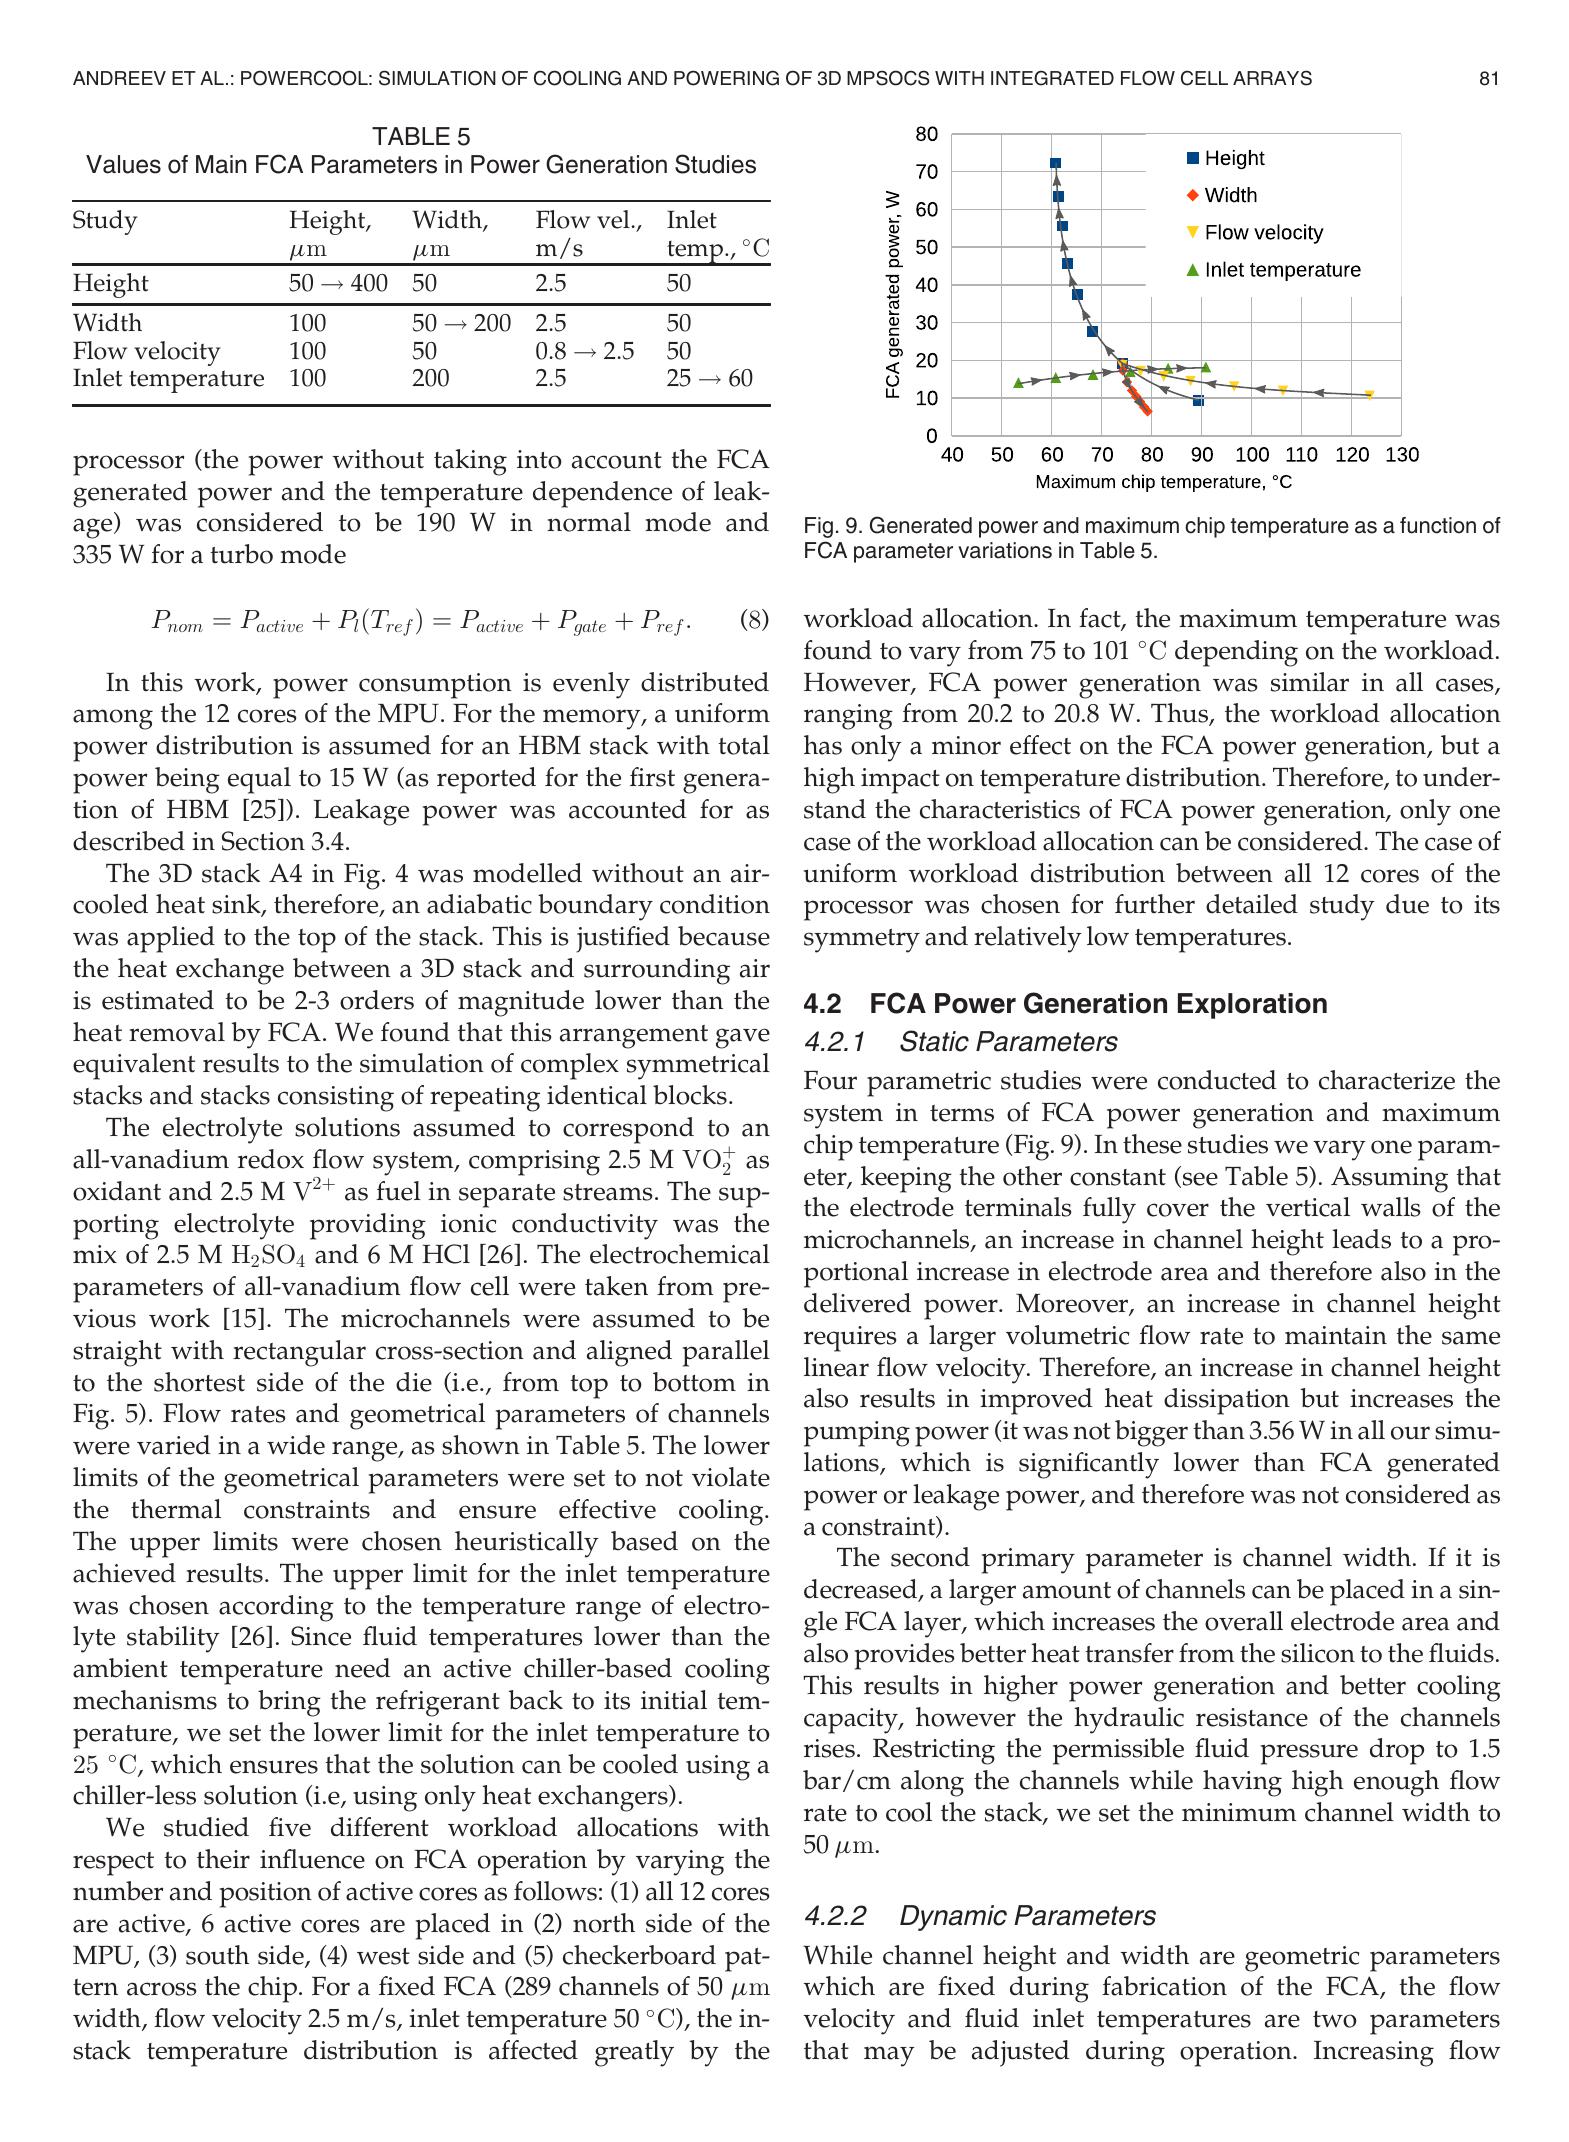 ANDREEV ET AL.: POWERCOOL: SIMULATION OF COOLING AND POWERING OF 3D MPSOCS WITH INTEGRATED FLOW CELL ARRAYS 81
TABLE 5
Values of Main FCA Parameters in Power Generation Studies
Study Height, Width, Flow vel., Inlet
μm μm m/s temp., °C
Height 50 → 400 50 2.5 50
Width 100 50 → 200 2.5 50
Flow velocity 100 50 0.8 → 2.5 50
Inlet temperature 100 200 2.5 25 → 60
processor (the power without taking into account the FCA
generated power and the temperature dependence of leak-
age) was considered to be 190 W in normal mode and
335 W for a turbo mode
P_nom = P_active + P_l(T_ref) = P_active + P_gate + P_ref. (8)
In this work, power consumption is evenly distributed
among the 12 cores of the MPU. For the memory, a uniform
power distribution is assumed for an HBM stack with total
power being equal to 15 W (as reported for the first genera-
tion of HBM [25]). Leakage power was accounted for as
described in Section 3.4.
The 3D stack A4 in Fig. 4 was modelled without an air-
cooled heat sink, therefore, an adiabatic boundary condition
was applied to the top of the stack. This is justified because
the heat exchange between a 3D stack and surrounding air
is estimated to be 2-3 orders of magnitude lower than the
heat removal by FCA. We found that this arrangement gave
equivalent results to the simulation of complex symmetrical
stacks and stacks consisting of repeating identical blocks.
The electrolyte solutions assumed to correspond to an
all-vanadium redox flow system, comprising 2.5 M VO₂⁺ as
oxidant and 2.5 M V²⁺ as fuel in separate streams. The sup-
porting electrolyte providing ionic conductivity was the
mix of 2.5 M H₂SO₄ and 6 M HCl [26]. The electrochemical
parameters of all-vanadium flow cell were taken from pre-
vious work [15]. The microchannels were assumed to be
straight with rectangular cross-section and aligned parallel
to the shortest side of the die (i.e., from top to bottom in
Fig. 5). Flow rates and geometrical parameters of channels
were varied in a wide range, as shown in Table 5. The lower
limits of the geometrical parameters were set to not violate
the thermal constraints and ensure effective cooling.
The upper limits were chosen heuristically based on the
achieved results. The upper limit for the inlet temperature
was chosen according to the temperature range of electro-
lyte stability [26]. Since fluid temperatures lower than the
ambient temperature need an active chiller-based cooling
mechanisms to bring the refrigerant back to its initial tem-
perature, we set the lower limit for the inlet temperature to
25 °C, which ensures that the solution can be cooled using a
chiller-less solution (i.e, using only heat exchangers).
We studied five different workload allocations with
respect to their influence on FCA operation by varying the
number and position of active cores as follows: (1) all 12 cores
are active, 6 active cores are placed in (2) north side of the
MPU, (3) south side, (4) west side and (5) checkerboard pat-
tern across the chip. For a fixed FCA (289 channels of 50 μm
width, flow velocity 2.5 m/s, inlet temperature 50 °C), the in-
stack temperature distribution is affected greatly by the
80
70
60
50
40
30
20
10
0
FCA generated power, W
Height
Width
Flow velocity
Inlet temperature
40 50 60 70 80 90 100 110 120 130
Maximum chip temperature, °C
Fig. 9. Generated power and maximum chip temperature as a function of
FCA parameter variations in Table 5.
workload allocation. In fact, the maximum temperature was
found to vary from 75 to 101 °C depending on the workload.
However, FCA power generation was similar in all cases,
ranging from 20.2 to 20.8 W. Thus, the workload allocation
has only a minor effect on the FCA power generation, but a
high impact on temperature distribution. Therefore, to under-
stand the characteristics of FCA power generation, only one
case of the workload allocation can be considered. The case of
uniform workload distribution between all 12 cores of the
processor was chosen for further detailed study due to its
symmetry and relatively low temperatures.
4.2 FCA Power Generation Exploration
4.2.1 Static Parameters
Four parametric studies were conducted to characterize the
system in terms of FCA power generation and maximum
chip temperature (Fig. 9). In these studies we vary one param-
eter, keeping the other constant (see Table 5). Assuming that
the electrode terminals fully cover the vertical walls of the
microchannels, an increase in channel height leads to a pro-
portional increase in electrode area and therefore also in the
delivered power. Moreover, an increase in channel height
requires a larger volumetric flow rate to maintain the same
linear flow velocity. Therefore, an increase in channel height
also results in improved heat dissipation but increases the
pumping power (it was not bigger than 3.56 W in all our simu-
lations, which is significantly lower than FCA generated
power or leakage power, and therefore was not considered as
a constraint).
The second primary parameter is channel width. If it is
decreased, a larger amount of channels can be placed in a sin-
gle FCA layer, which increases the overall electrode area and
also provides better heat transfer from the silicon to the fluids.
This results in higher power generation and better cooling
capacity, however the hydraulic resistance of the channels
rises. Restricting the permissible fluid pressure drop to 1.5
bar/cm along the channels while having high enough flow
rate to cool the stack, we set the minimum channel width to
50 μm.
4.2.2 Dynamic Parameters
While channel height and width are geometric parameters
which are fixed during fabrication of the FCA, the flow
velocity and fluid inlet temperatures are two parameters
that may be adjusted during operation. Increasing flow